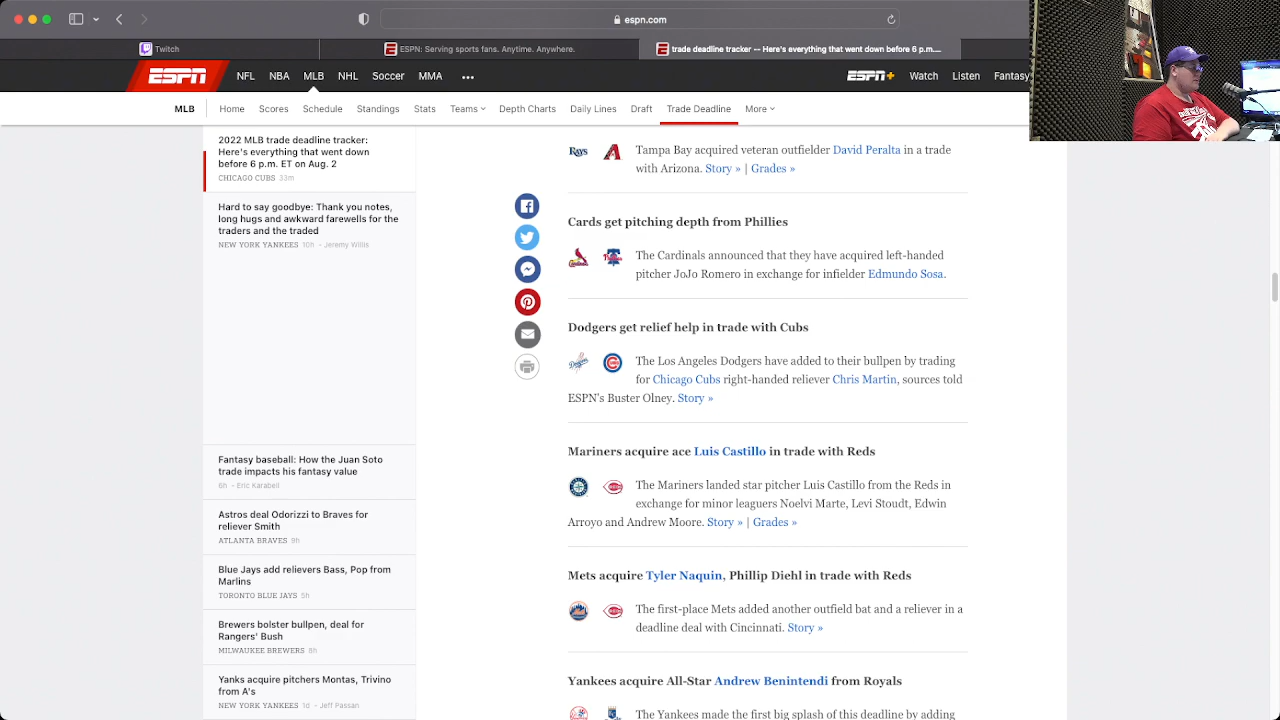 espn.com
Twitch
ESPN: Serving sports fans. Anytime. Anywhere.
trade deadline tracker -- Here's everything that went down before 6 p.m....
ESPN
NFL
NBA
MLB
NHL
Soccer
MMA
ESPN+
Watch
Listen
Fantasy
MLB
Home
Scores
Schedule
Standings
Stats
Teams
Depth Charts
Daily Lines
Draft
Trade Deadline
More
2022 MLB trade deadline tracker:
Here's everything that went down
before 6 p.m. ET on Aug. 2
CHICAGO CUBS 33m
Hard to say goodbye: Thank you notes,
long hugs and awkward farewells for the
traders and the traded
NEW YORK YANKEES 10h - Jeremy Willis
Fantasy baseball: How the Juan Soto
trade impacts his fantasy value
6h - Eric Karabell
Astros deal Odorizzi to Braves for
reliever Smith
ATLANTA BRAVES 9h
Blue Jays add relievers Bass, Pop from
Marlins
TORONTO BLUE JAYS 5h
Brewers bolster bullpen, deal for
Rangers' Bush
MILWAUKEE BREWERS 8h
Yanks acquire pitchers Montas, Trivino
from A's
NEW YORK YANKEES 1d - Jeff Passan
Tampa Bay acquired veteran outfielder David Peralta in a trade
with Arizona. Story » | Grades »
Cards get pitching depth from Phillies
The Cardinals announced that they have acquired left-handed
pitcher JoJo Romero in exchange for infielder Edmundo Sosa.
Dodgers get relief help in trade with Cubs
The Los Angeles Dodgers have added to their bullpen by trading
for Chicago Cubs right-handed reliever Chris Martin, sources told
ESPN's Buster Olney. Story »
Mariners acquire ace Luis Castillo in trade with Reds
The Mariners landed star pitcher Luis Castillo from the Reds in
exchange for minor leaguers Noelvi Marte, Levi Stoudt, Edwin
Arroyo and Andrew Moore. Story » | Grades »
Mets acquire Tyler Naquin, Phillip Diehl in trade with Reds
The first-place Mets added another outfield bat and a reliever in a
deadline deal with Cincinnati. Story »
Yankees acquire All-Star Andrew Benintendi from Royals
The Yankees made the first big splash of this deadline by adding